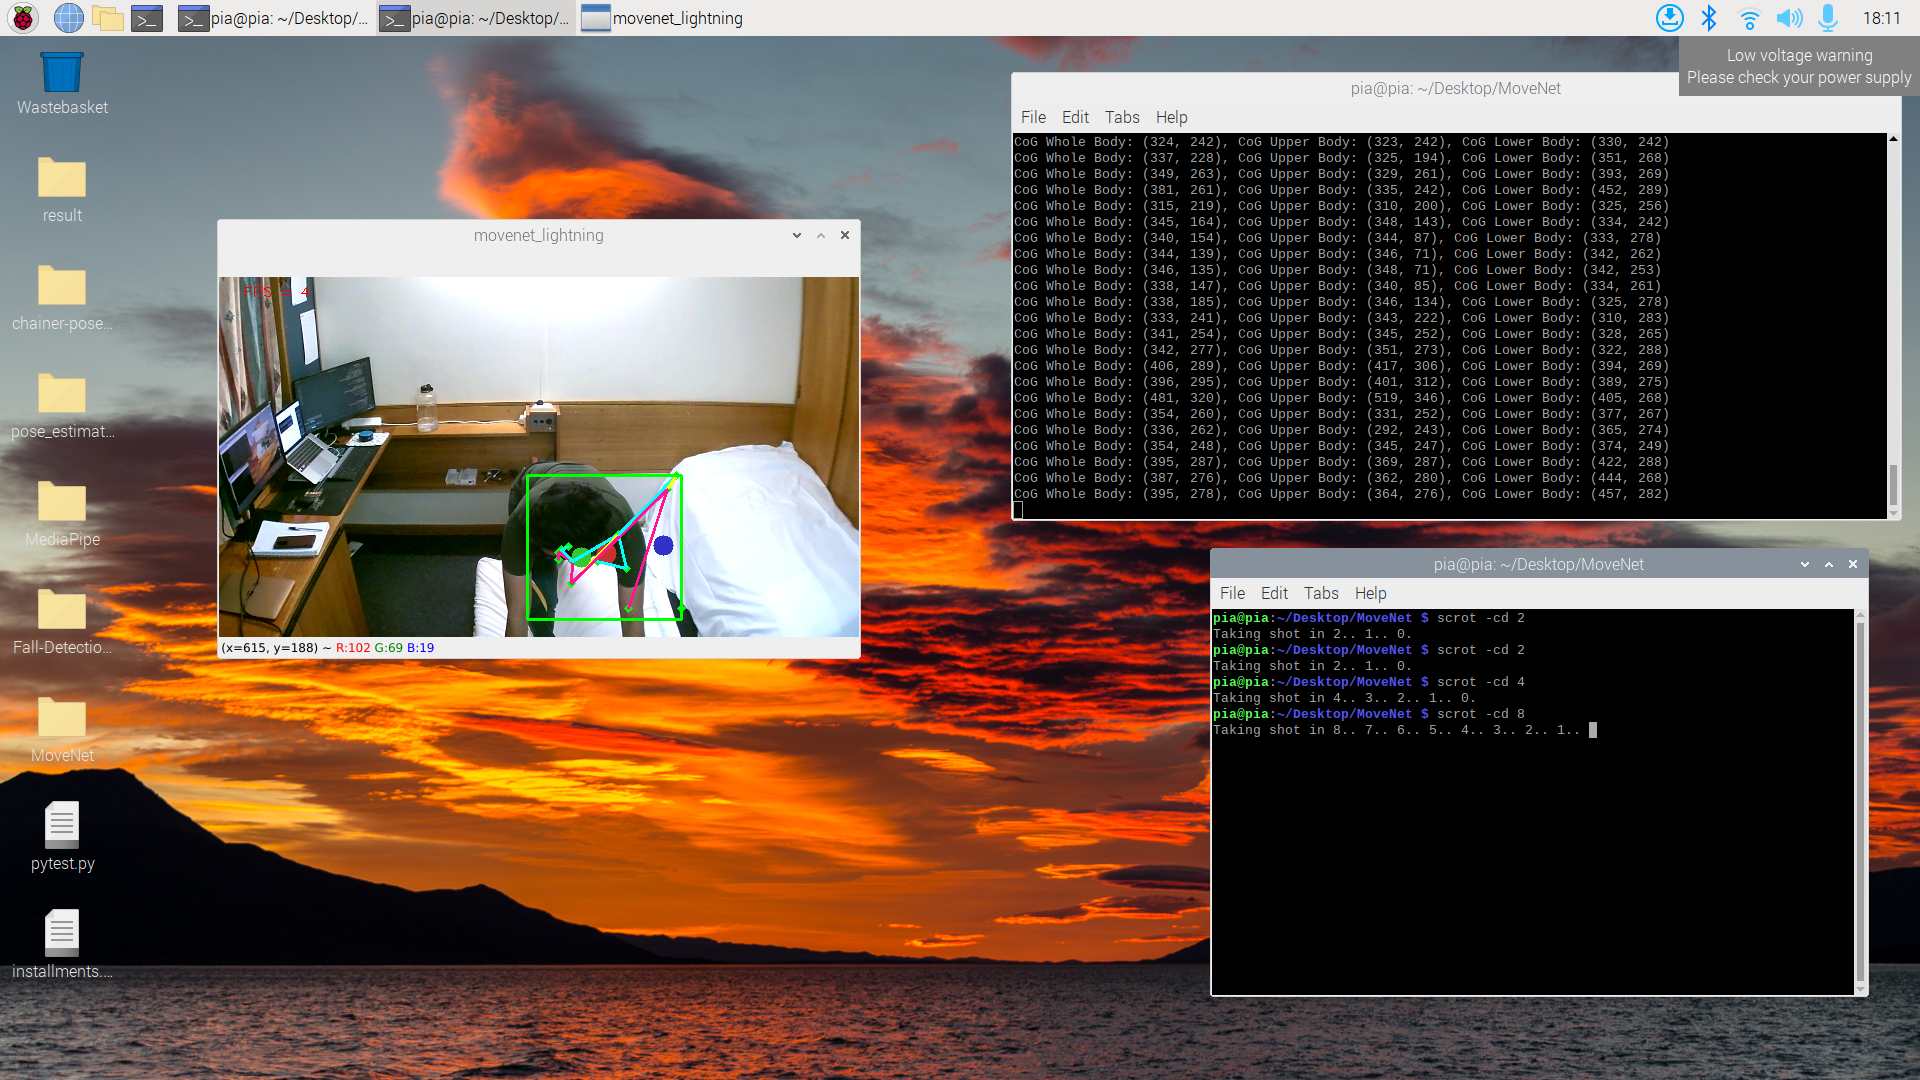 pia@pia: ~/Desktop/...
pia@pia: ~/Desktop/...
movenet_lightning
18:11
Low voltage warning
Please check your power supply
Wastebasket
result
chainer-pose...
pose_estimat...
MediaPipe
Fall-Detectio...
MoveNet
pytest.py
installments....
movenet_lightning
= 4
(x=615, y=188) ~ R:102 G:69 B:19
pia@pia: ~/Desktop/MoveNet
File Edit Tabs Help
CoG Whole Body: (324, 242), CoG Upper Body: (323, 242), CoG Lower Body: (330, 242)
CoG Whole Body: (337, 228), CoG Upper Body: (325, 194), CoG Lower Body: (351, 268)
CoG Whole Body: (349, 263), CoG Upper Body: (329, 261), CoG Lower Body: (393, 269)
CoG Whole Body: (381, 261), CoG Upper Body: (335, 242), CoG Lower Body: (452, 289)
CoG Whole Body: (315, 219), CoG Upper Body: (310, 200), CoG Lower Body: (325, 256)
CoG Whole Body: (345, 164), CoG Upper Body: (348, 143), CoG Lower Body: (334, 242)
CoG Whole Body: (340, 154), CoG Upper Body: (344, 87), CoG Lower Body: (333, 278)
CoG Whole Body: (344, 139), CoG Upper Body: (346, 71), CoG Lower Body: (342, 262)
CoG Whole Body: (346, 135), CoG Upper Body: (348, 71), CoG Lower Body: (342, 253)
CoG Whole Body: (338, 147), CoG Upper Body: (340, 85), CoG Lower Body: (334, 261)
CoG Whole Body: (338, 185), CoG Upper Body: (346, 134), CoG Lower Body: (325, 278)
CoG Whole Body: (333, 241), CoG Upper Body: (343, 222), CoG Lower Body: (310, 283)
CoG Whole Body: (341, 254), CoG Upper Body: (345, 252), CoG Lower Body: (328, 265)
CoG Whole Body: (342, 277), CoG Upper Body: (351, 273), CoG Lower Body: (322, 288)
CoG Whole Body: (406, 289), CoG Upper Body: (417, 306), CoG Lower Body: (394, 269)
CoG Whole Body: (396, 295), CoG Upper Body: (401, 312), CoG Lower Body: (389, 275)
CoG Whole Body: (481, 320), CoG Upper Body: (519, 346), CoG Lower Body: (405, 268)
CoG Whole Body: (354, 260), CoG Upper Body: (331, 252), CoG Lower Body: (377, 267)
CoG Whole Body: (336, 262), CoG Upper Body: (292, 243), CoG Lower Body: (365, 274)
CoG Whole Body: (354, 248), CoG Upper Body: (345, 247), CoG Lower Body: (374, 249)
CoG Whole Body: (395, 287), CoG Upper Body: (369, 287), CoG Lower Body: (422, 288)
CoG Whole Body: (387, 276), CoG Upper Body: (362, 280), CoG Lower Body: (444, 268)
CoG Whole Body: (395, 278), CoG Upper Body: (364, 276), CoG Lower Body: (457, 282)
pia@pia: ~/Desktop/MoveNet
File Edit Tabs Help
pia@pia:~/Desktop/MoveNet $ scrot -cd 2
Taking shot in 2.. 1.. 0.
pia@pia:~/Desktop/MoveNet $ scrot -cd 2
Taking shot in 2.. 1.. 0.
pia@pia:~/Desktop/MoveNet $ scrot -cd 4
Taking shot in 4.. 3.. 2.. 1.. 0.
pia@pia:~/Desktop/MoveNet $ scrot -cd 8
Taking shot in 8.. 7.. 6.. 5.. 4.. 3.. 2.. 1..